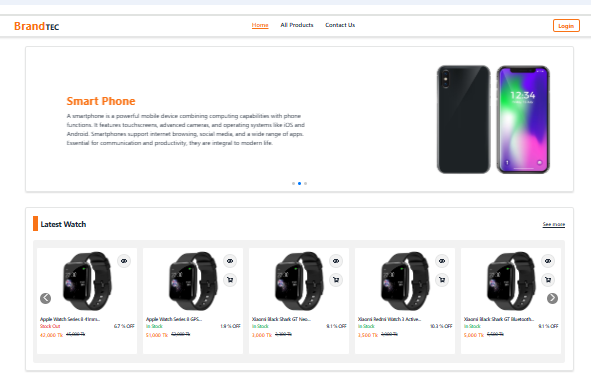 BrandTEC
Home All Products Contact Us
Login
Smart Phone
A smartphone is a powerful mobile device combining computing capabilities with phone
functions. It features touchscreens, advanced cameras, and operating systems like iOS and
Android. Smartphones support internet browsing, social media, and a wide range of apps.
Essential for communication and productivity, they are integral to modern life.
12:34
Latest Watch
See more
Apple Watch Series 8 41mm...
Stock Out 6.7 % OFF
42,000 Tk 45,000 Tk
Apple Watch Series 8 GPS...
In Stock 1.9 % OFF
51,000 Tk 52,000 Tk
Xiaomi Black Shark GT Neo...
In Stock 9.1 % OFF
3,000 Tk
Xiaomi Redmi Watch 3 Active...
In Stock 10.3 % OFF
3,500 Tk
Xiaomi Black Shark GT Bluetooth...
In Stock 9.1 % OFF
5,000 Tk 5,500 Tk